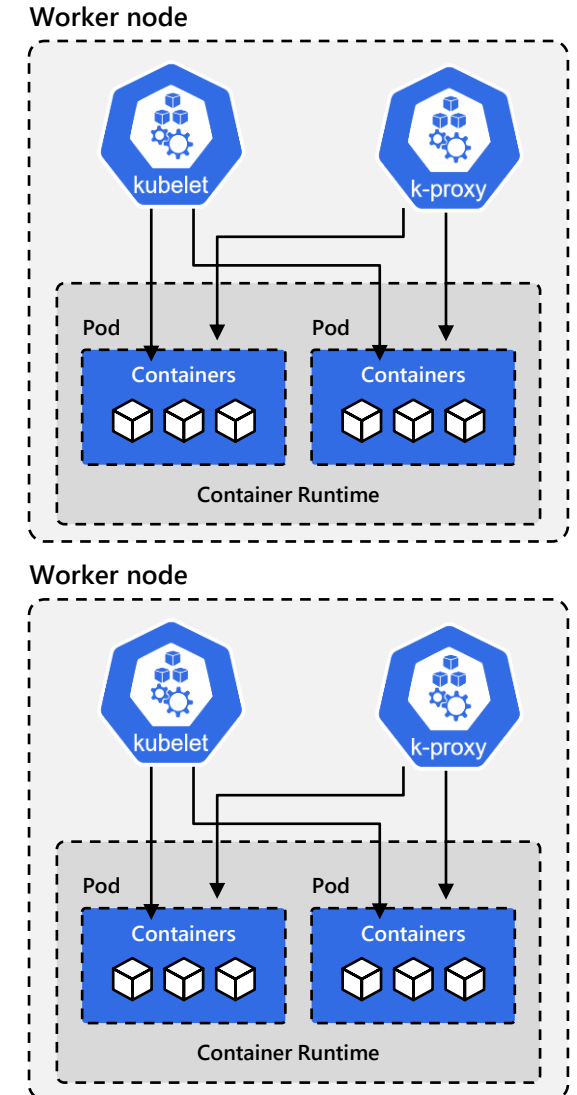 Worker node
kubelet
k-proxy
Pod
Pod
Containers
Containers
Container Runtime
Worker node
kubelet
k-proxy
Pod
Pod
Containers
Containers
Container Runtime